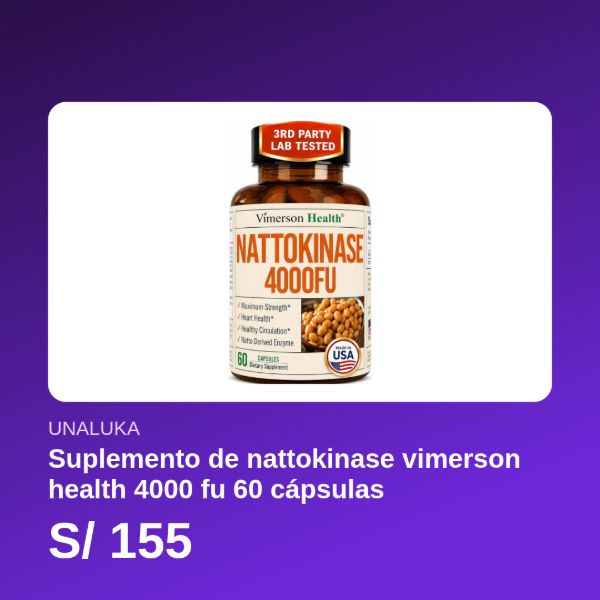 3RD PARTY
LAB TESTED
Vimerson Health®
NATTOKINASE
4000FU
✓ Maximum Strength*
✓ Heart Health*
✓ Healthy Circulation*
✓ Natto Derived Enzyme
60 CAPSULES
Dietary Supplement
MADE IN
USA
UNALUKA
Suplemento de nattokinase vimerson
health 4000 fu 60 cápsulas
S/ 155